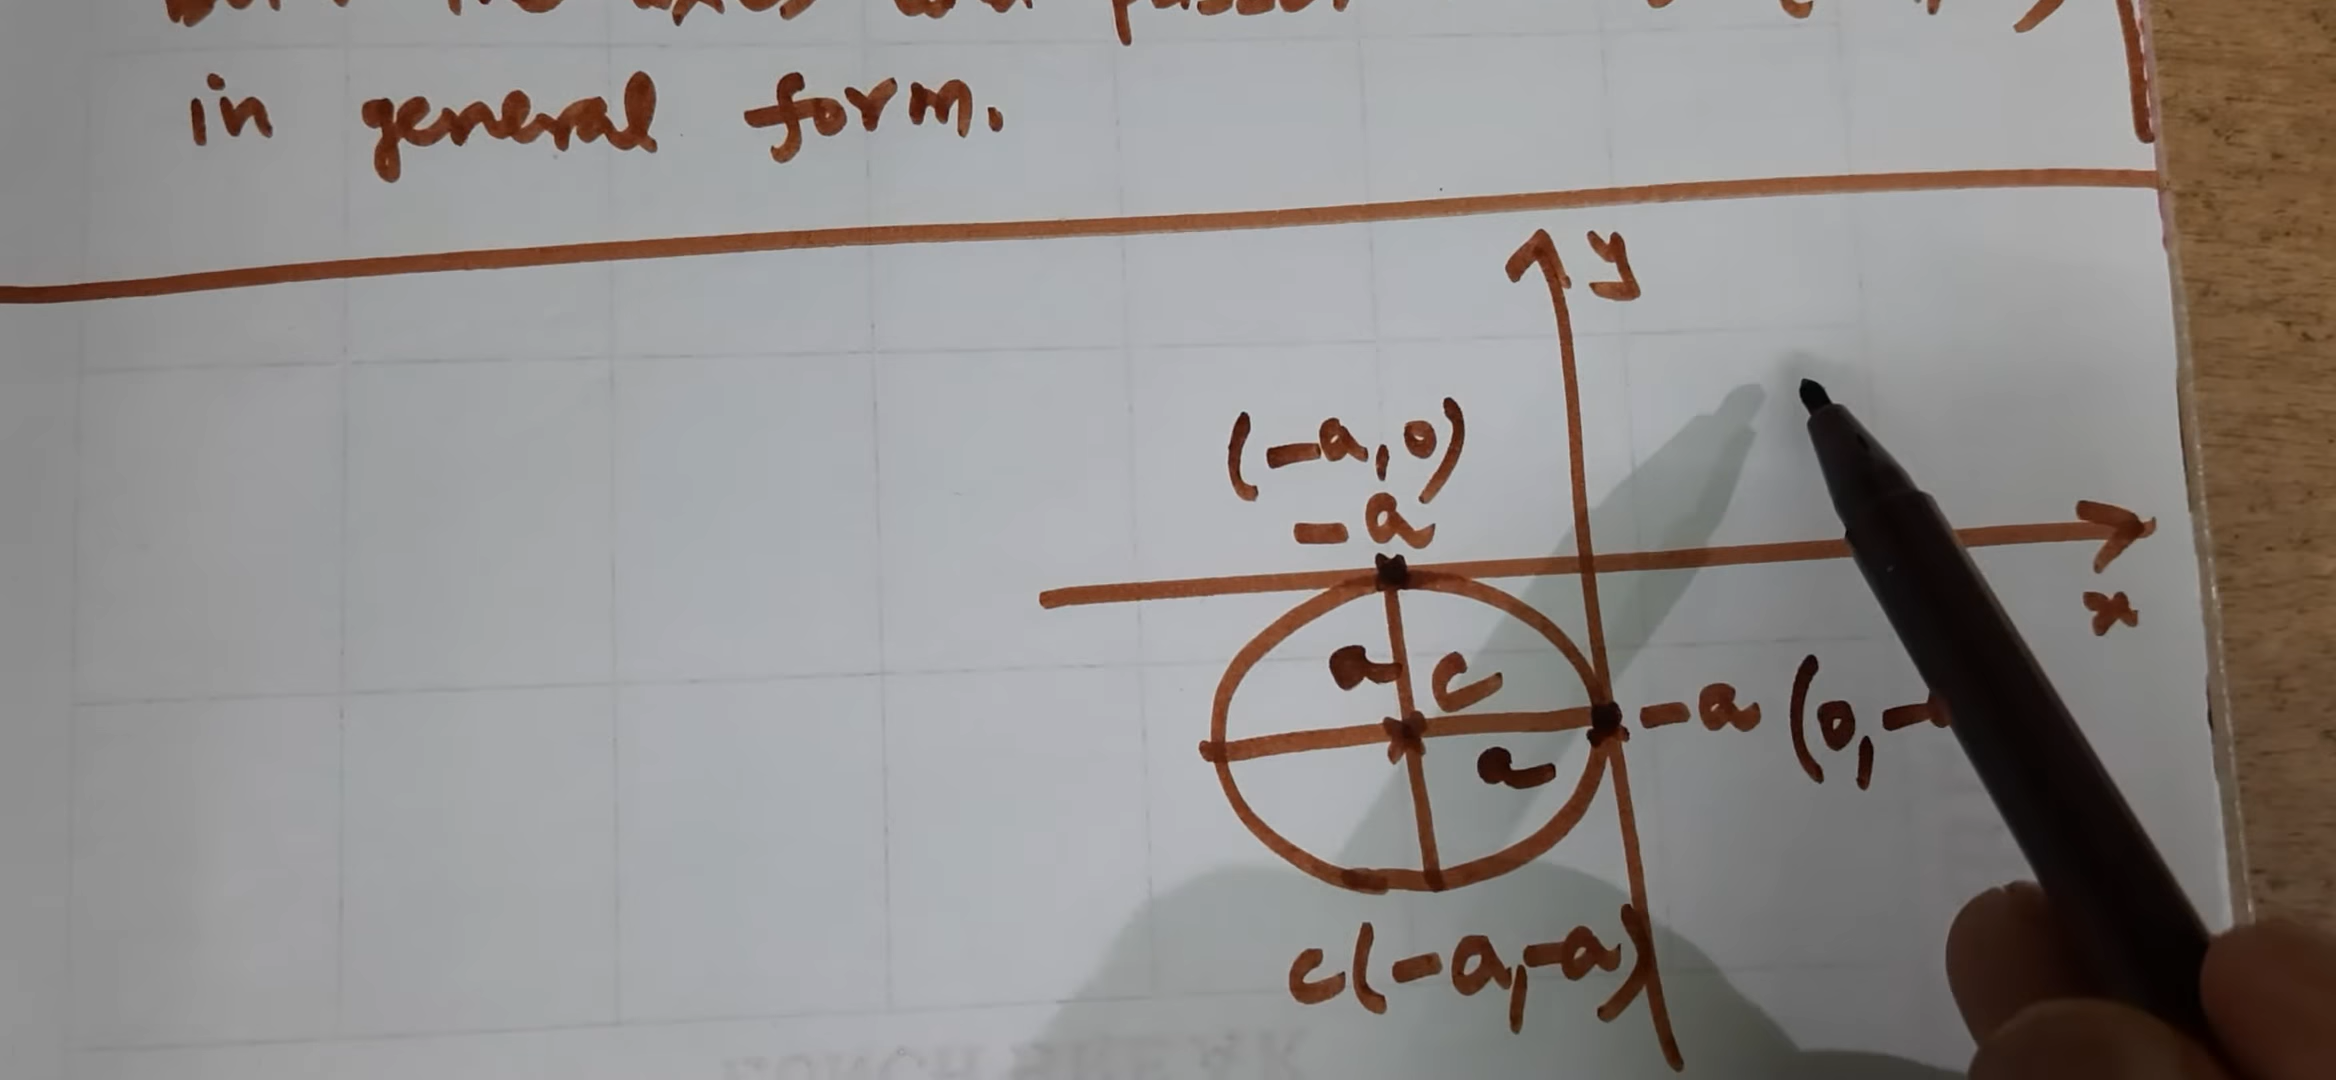 in general form.
y
(-a,0)
-a
x
a c
-a (0,-
a
c(-a,-a)